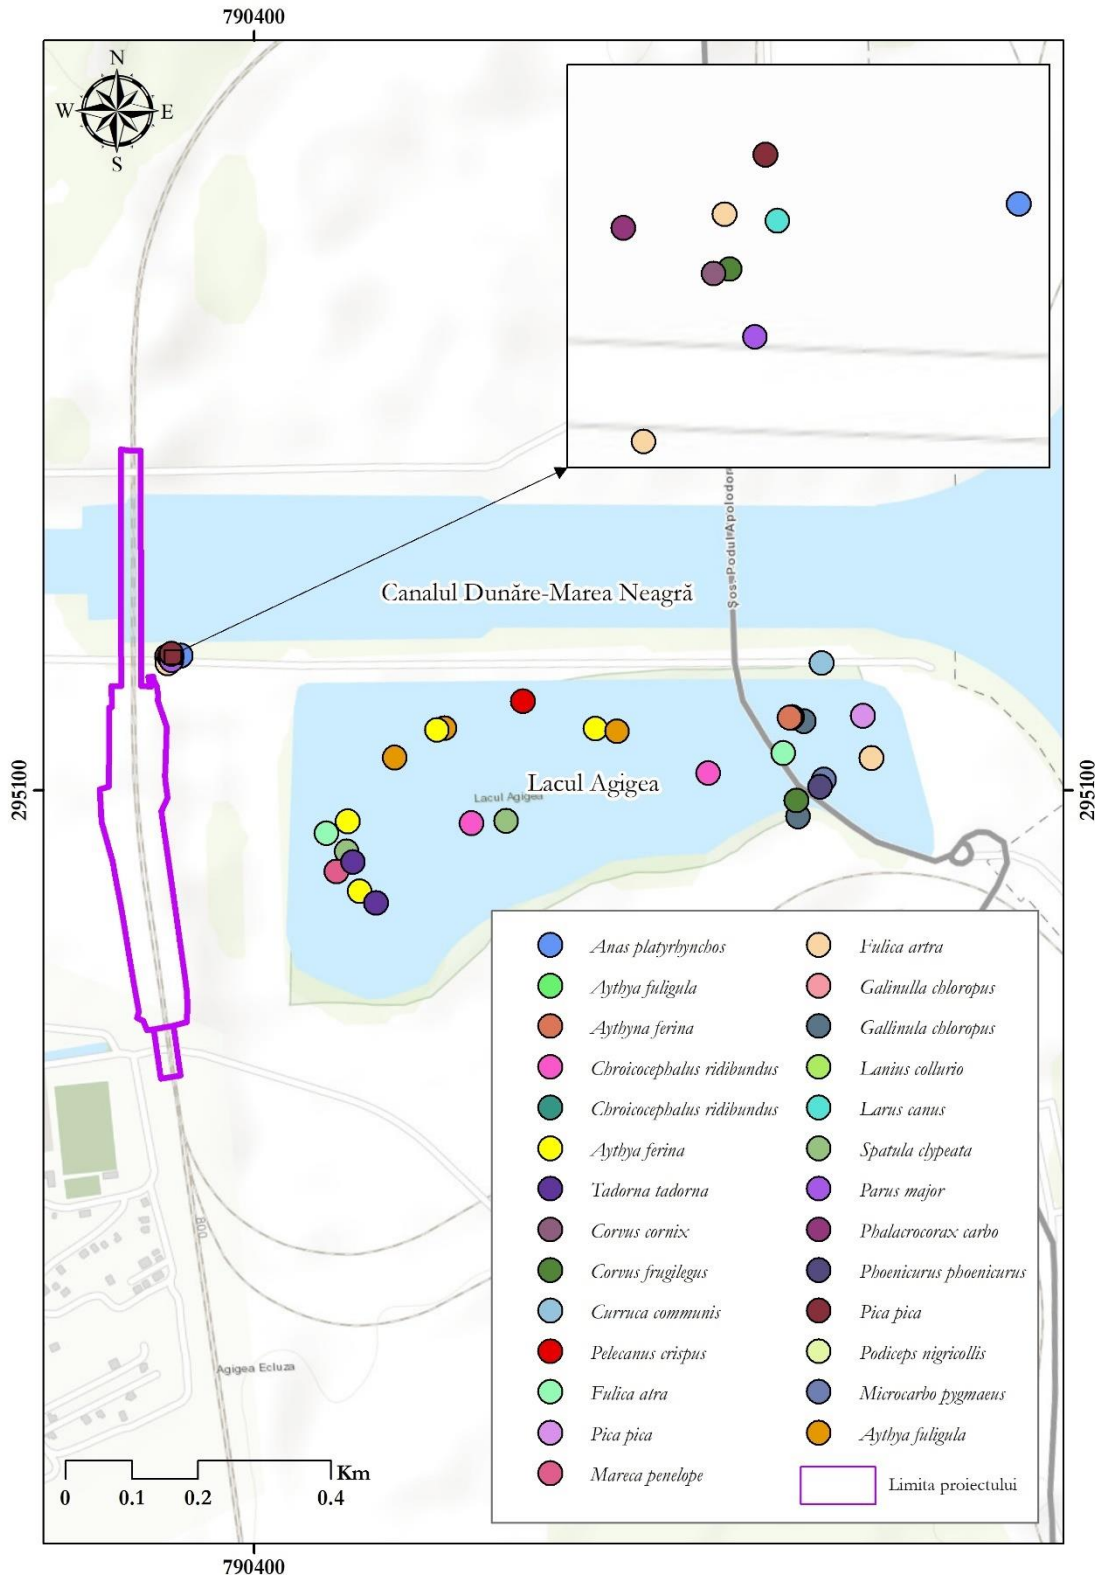 790400
N
W E
S
Şos. Podul Apolodor
Canalul Dunăre-Marea Neagră
295100
295100
Lacul Agigea
Lacul Agigea
Anas platyrhynchos
Aythya fuligula
Aythyna ferina
Chroicocephalus ridibundus
Chroicocephalus ridibundus
Aythya ferina
Tadorna tadorna
Corvus cornix
Corvus frugilegus
Curruca communis
Pelecanus crispus
Fulica atra
Pica pica
Mareca penelope
Fulica artra
Galinulla chloropus
Gallinula chloropus
Lanius collurio
Larus canus
Spatula clypeata
Parus major
Phalacrocorax carbo
Phoenicurus phoenicurus
Pica pica
Podiceps nigricollis
Microcarbo pygmaeus
Aythya fuligula
Limita proiectului
800
Agigea Ecluza
Km
0 0.1 0.2 0.4
790400